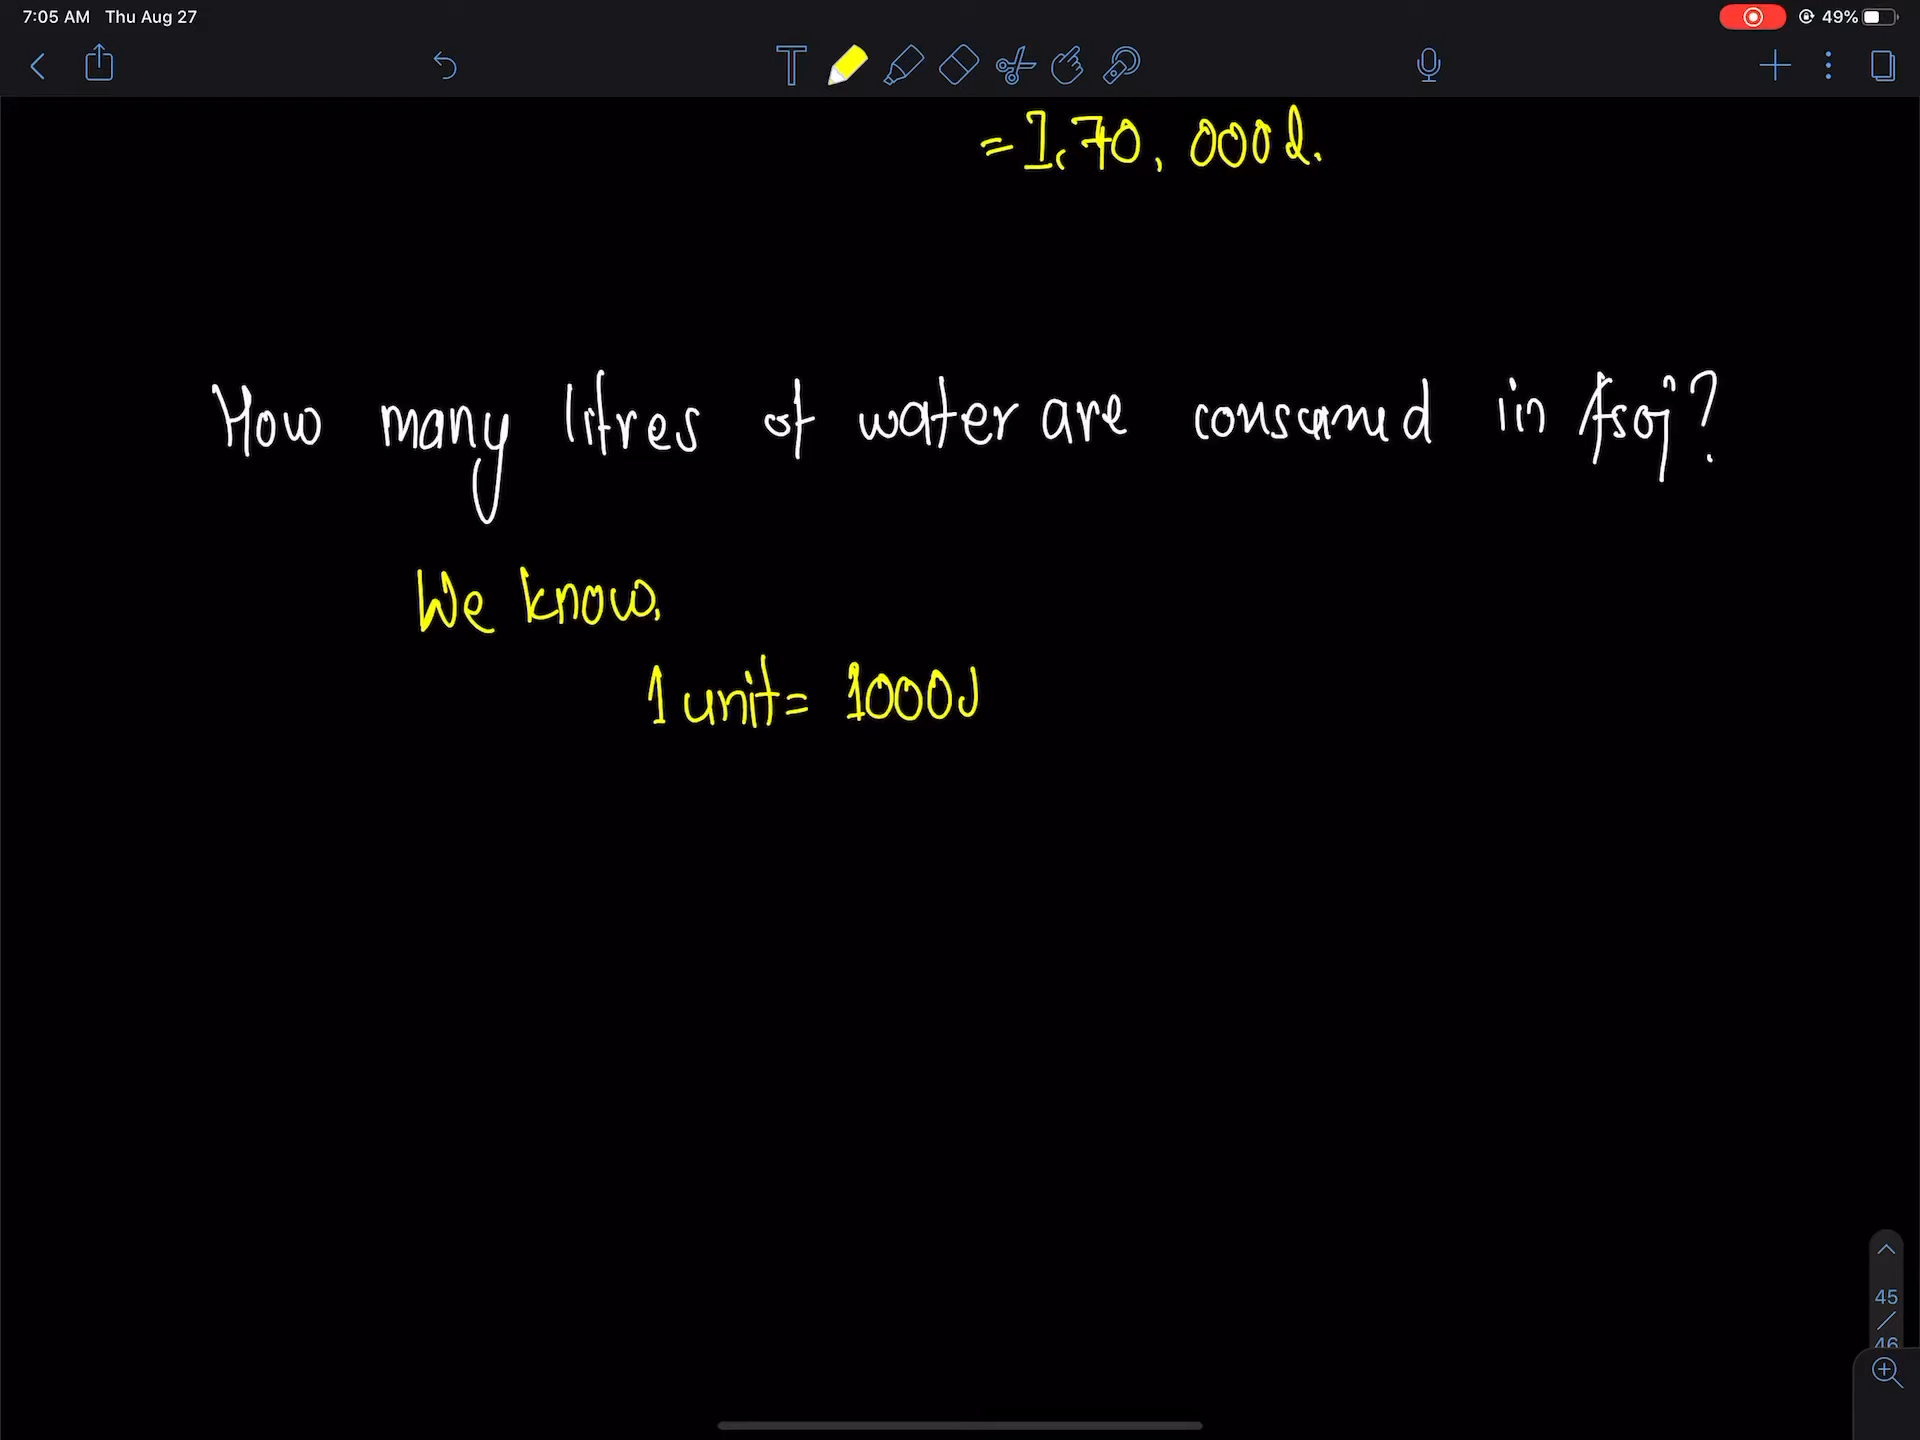 7:05 AM Thu Aug 27
49%
T
= 1,70,000l.
How many litres of water are consumed in Asoj?
We know,
1 unit = 1000l
45
/
46